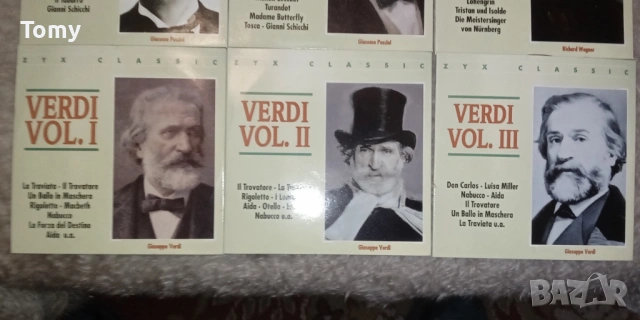 Tomy
Gianni Schicchi
Giacomo Puccini
Turandot
Madame Butterfly
Tosca - Gianni Schicchi
Giacomo Puccini
Lohengrin
Tristan und Isolde
Die Meistersinger
von Nürnberg
Richard Wagner
ZYX CLASSIC
VERDI
VOL. I
La Traviata - Il Trovatore
Un Ballo in Maschera
Rigoletto - Macbeth
Nabucco
La Forza del Destino
Aida u.a.
Giuseppe Verdi
ZYX CLASSIC
VERDI
VOL. II
Il Trovatore - La
Rigoletto - I
Aida - Otello -
Nabucco u.a.
Giuseppe Verdi
ZYX CLASSIC
VERDI
VOL. III
Don Carlos - Luisa Miller
Nabucco - Aida
Il Trovatore
Un Ballo in Maschera
La Traviata u.a.
Giuseppe Verdi
BAZAR